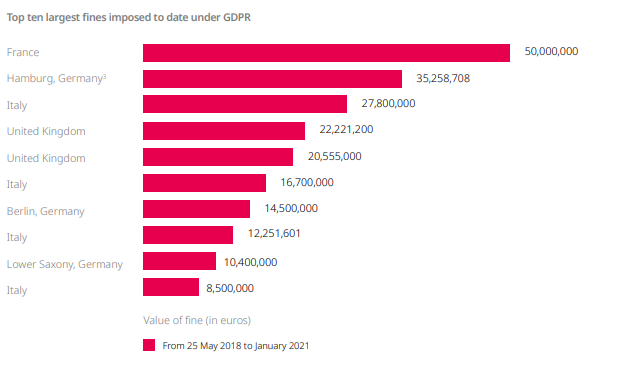 Top ten largest fines imposed to date under GDPR
France 50,000,000
Hamburg, Germany³ 35,258,708
Italy 27,800,000
United Kingdom 22,221,200
United Kingdom 20,555,000
Italy 16,700,000
Berlin, Germany 14,500,000
Italy 12,251,601
Lower Saxony, Germany 10,400,000
Italy 8,500,000
Value of fine (in euros)
From 25 May 2018 to January 2021